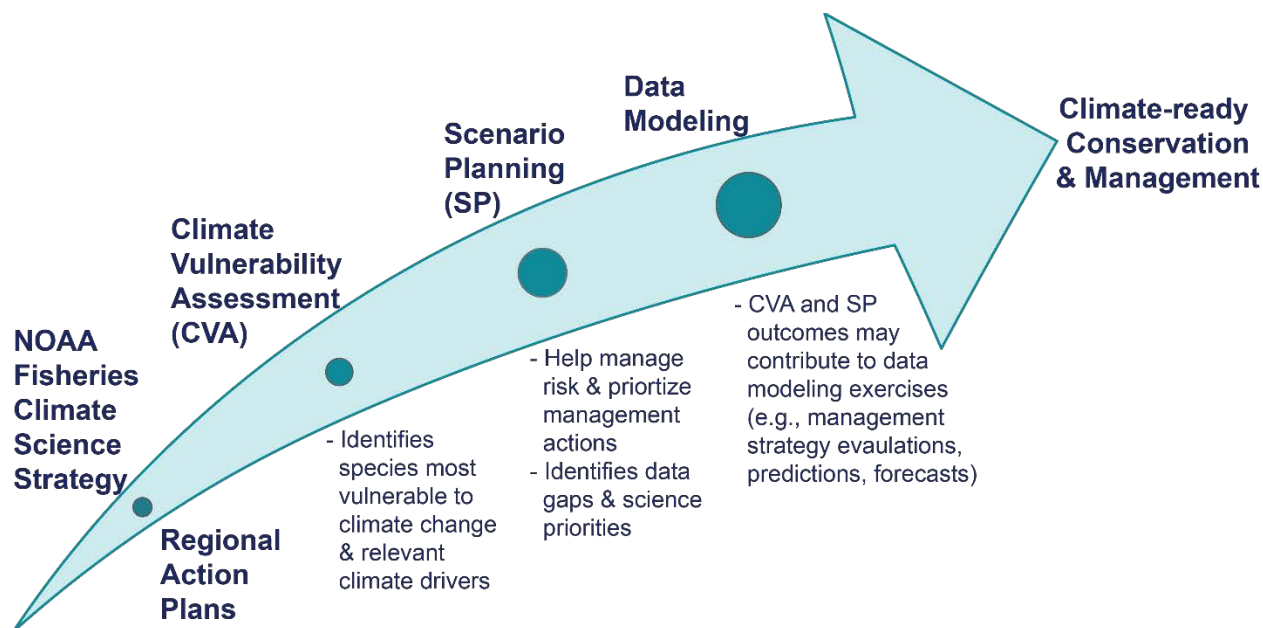 NOAA
Fisheries
Climate
Science
Strategy
Regional
Action
Plans
Climate
Vulnerability
Assessment
(CVA)
- Identifies
species most
vulnerable to
climate change
& relevant
climate drivers
Scenario
Planning
(SP)
- Help manage
risk & priortize
management
actions
- Identifies data
gaps & science
priorities
Data
Modeling
- CVA and SP
outcomes may
contribute to data
modeling exercises
(e.g., management
strategy evaulations,
predictions, forecasts)
Climate-ready
Conservation
& Management